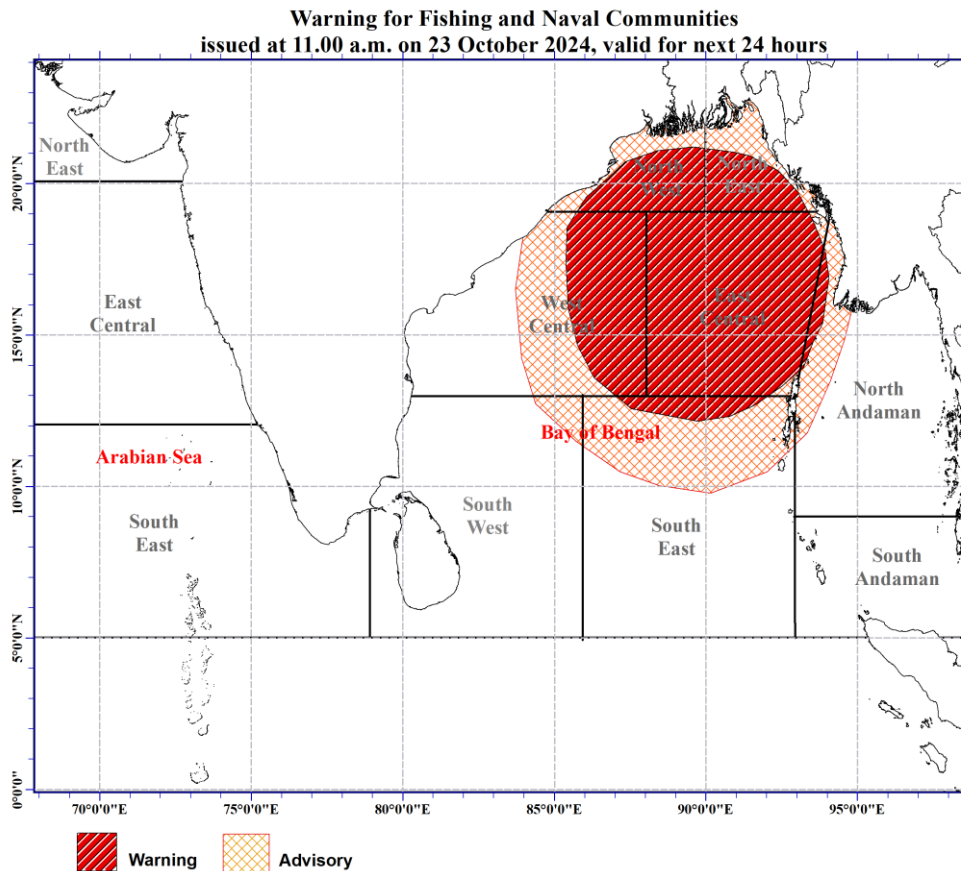 Warning for Fishing and Naval Communities
issued at 11.00 a.m. on 23 October 2024, valid for next 24 hours
North
East
North
West
North
East
East
Central
West
Central
East
Central
North
Andaman
Bay of Bengal
Arabian Sea
South
East
South
West
South
East
South
Andaman
20°0'0"N
15°0'0"N
10°0'0"N
5°0'0"N
0°0'0"
70°0'0"E
75°0'0"E
80°0'0"E
85°0'0"E
90°0'0"E
95°0'0"E
Warning
Advisory